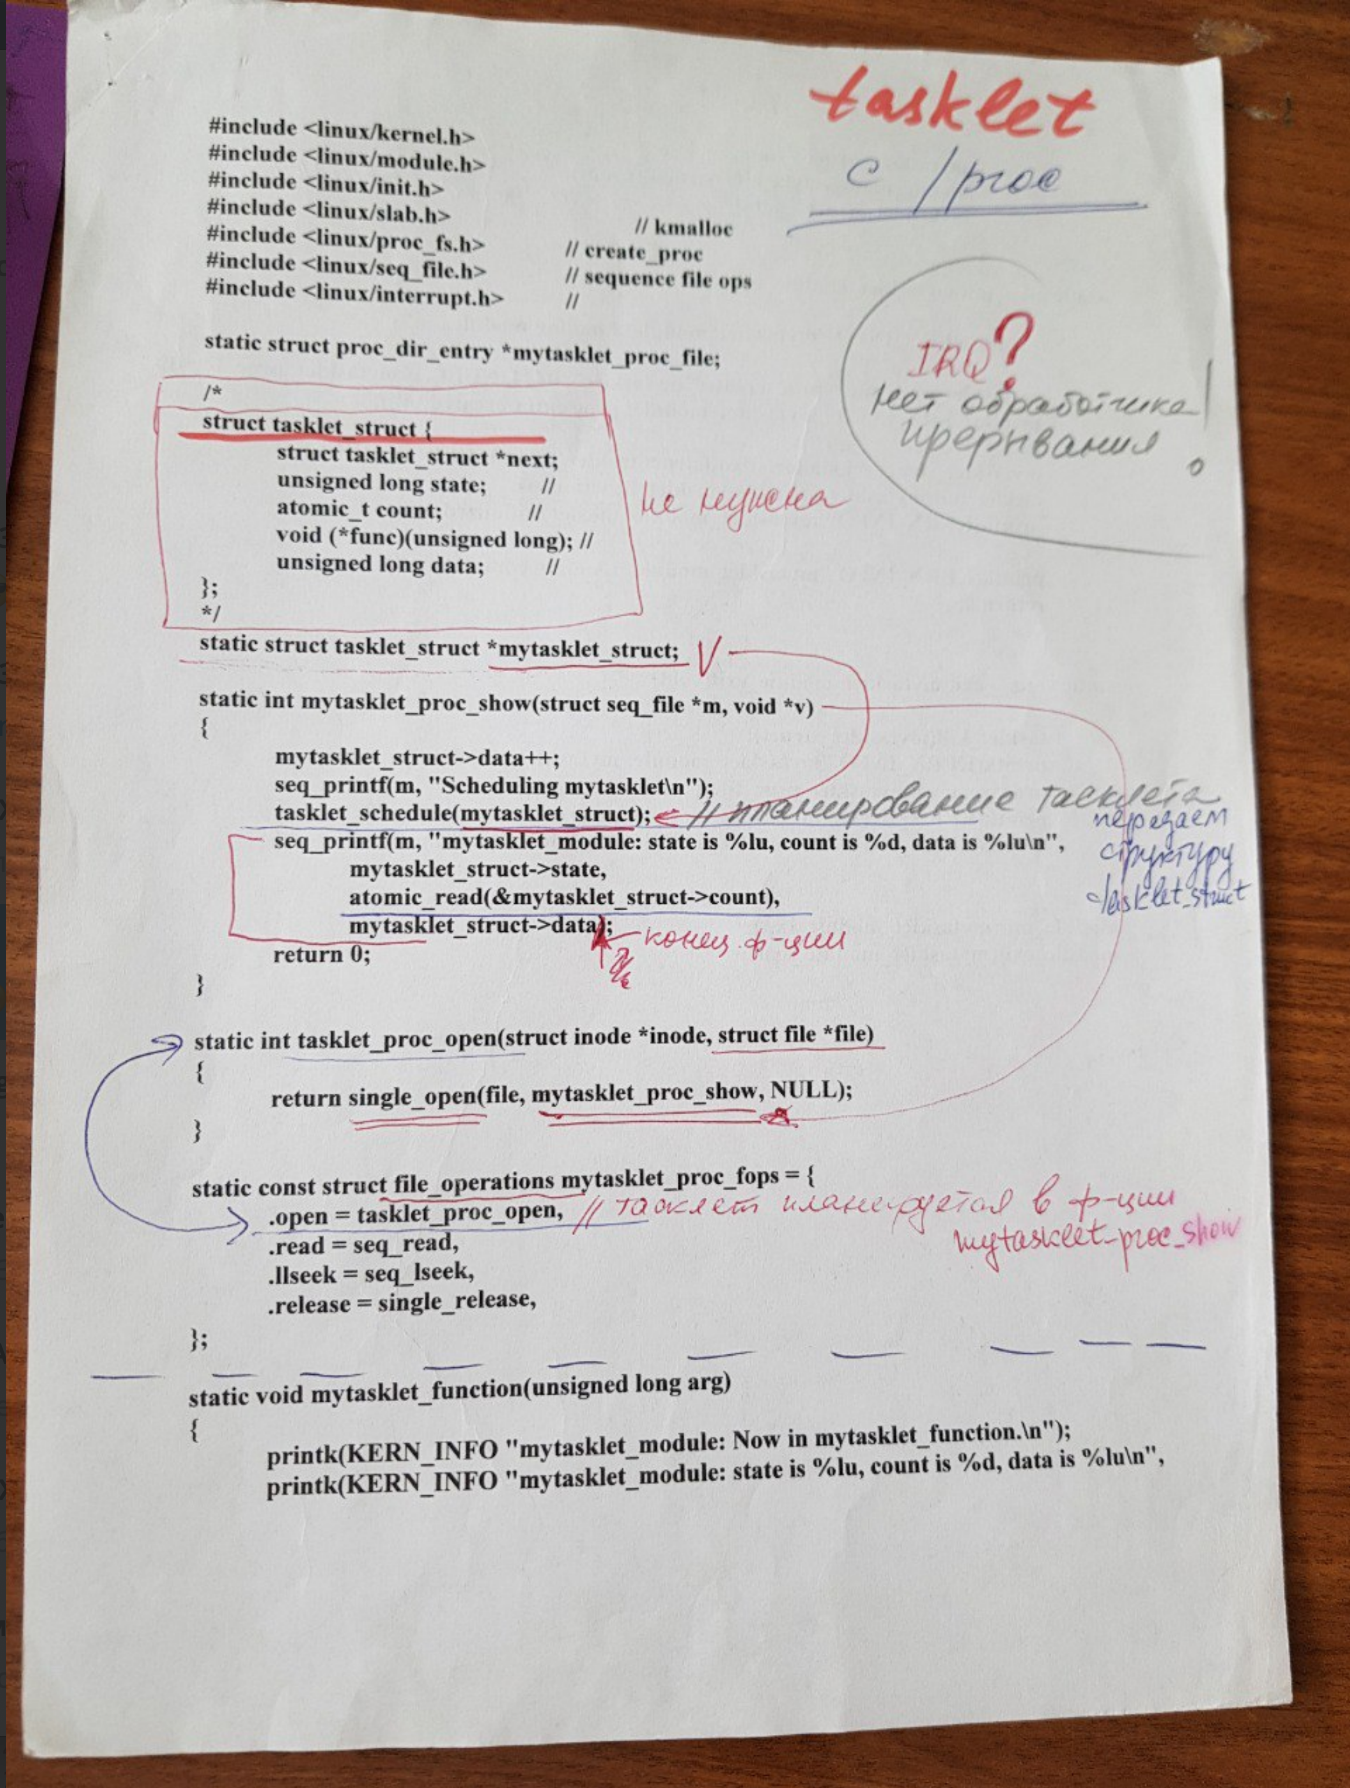 tasklet
с /proc
#include <linux/kernel.h>
#include <linux/module.h>
#include <linux/init.h>
#include <linux/slab.h> // kmalloc
#include <linux/proc_fs.h> // create_proc
#include <linux/seq_file.h> // sequence file ops
#include <linux/interrupt.h> //
static struct proc_dir_entry *mytasklet_proc_file;
IRQ?
нет обработчика
прерывания!
/*
struct tasklet_struct {
struct tasklet_struct *next;
unsigned long state; //
atomic_t count; //
void (*func)(unsigned long); //
unsigned long data; //
};
*/
не нужна
static struct tasklet_struct *mytasklet_struct; V
static int mytasklet_proc_show(struct seq_file *m, void *v)
{
mytasklet_struct->data++;
seq_printf(m, "Scheduling mytasklet\n");
tasklet_schedule(mytasklet_struct); // планирование тасклета
передаем
структуру
tasklet_struct
seq_printf(m, "mytasklet_module: state is %lu, count is %d, data is %lu\n",
mytasklet_struct->state,
atomic_read(&mytasklet_struct->count),
mytasklet_struct->data);
конец ф-ции
return 0;
}
static int tasklet_proc_open(struct inode *inode, struct file *file)
{
return single_open(file, mytasklet_proc_show, NULL);
}
static const struct file_operations mytasklet_proc_fops = {
.open = tasklet_proc_open, // тасклет планируется в ф-ции
mytasklet_proc_show
.read = seq_read,
.llseek = seq_lseek,
.release = single_release,
};
static void mytasklet_function(unsigned long arg)
{
printk(KERN_INFO "mytasklet_module: Now in mytasklet_function.\n");
printk(KERN_INFO "mytasklet_module: state is %lu, count is %d, data is %lu\n",